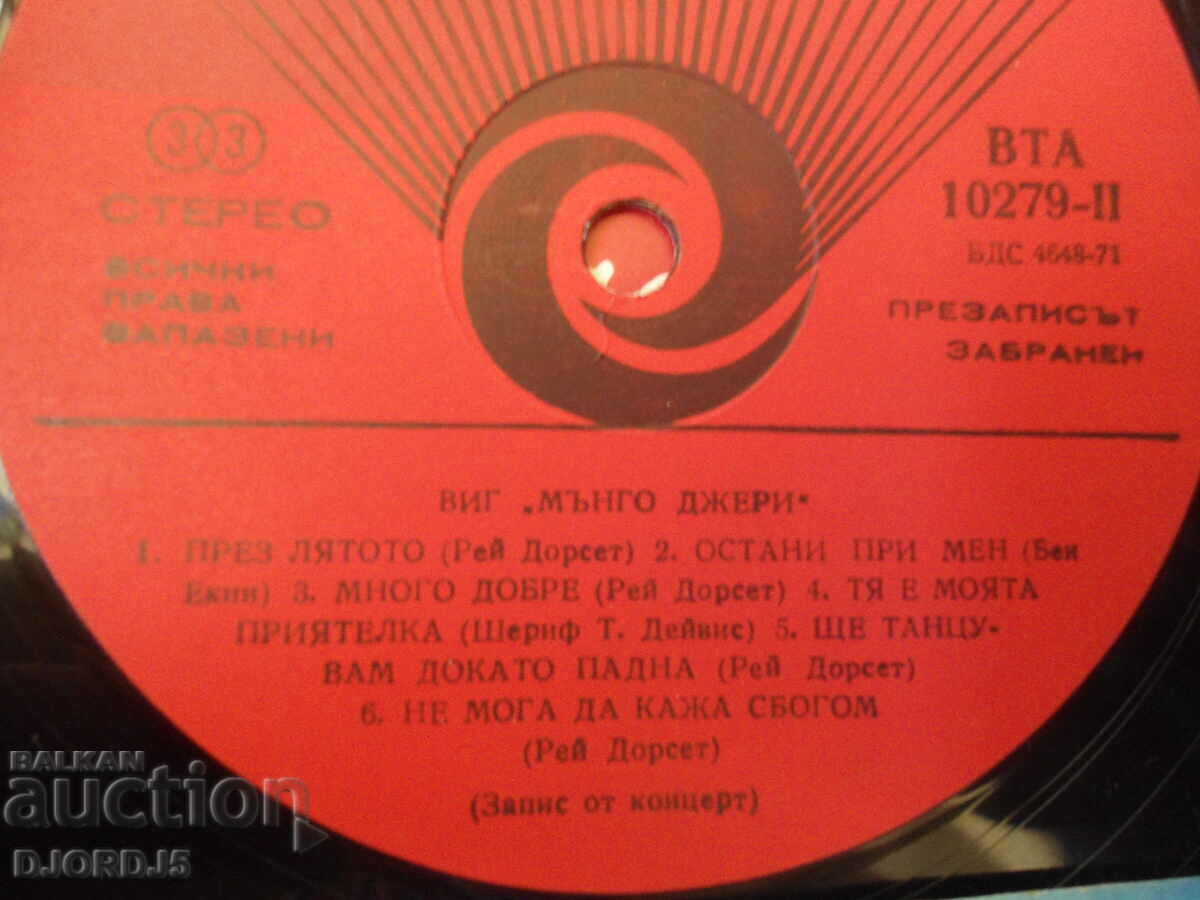 33
СТЕРЕО
ВСИЧКИ
ПРАВА
ЗАПАЗЕНИ
ВТА
10279-II
БДС 4648-71
ПРЕЗАПИСЪТ
ЗАБРАНЕН
ВИГ „МЪНГО ДЖЕРИ"
1. ПРЕЗ ЛЯТОТО (Рей Дорсет) 2. ОСТАНИ ПРИ МЕН (Бен
Екин) 3. МНОГО ДОБРЕ (Рей Дорсет) 4. ТЯ Е МОЯТА
ПРИЯТЕЛКА (Шериф Т. Дейвис) 5. ЩЕ ТАНЦУ-
ВАМ ДОКАТО ПАДНА (Рей Дорсет)
6. НЕ МОГА ДА КАЖА СБОГОМ
(Рей Дорсет)
(Запис от концерт)
BALKAN
auction
DJORDJ5